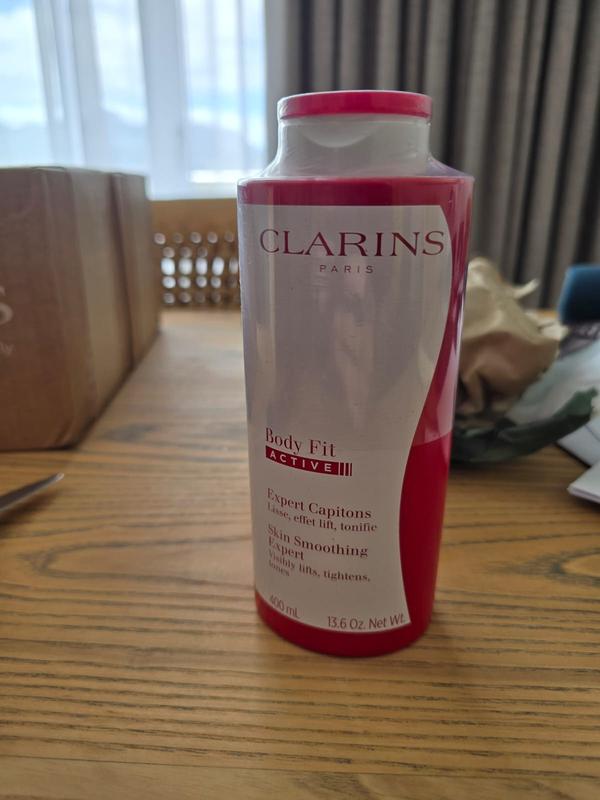 CLARINS
PARIS
Body Fit
ACTIVE
Expert Capitons
Lisse, effet lift, tonifie
Skin Smoothing
Expert
Visibly lifts, tightens,
tones
400 mL
13.6 Oz. Net Wt.